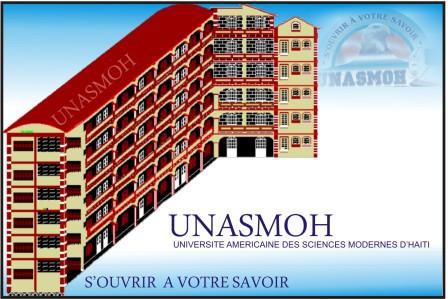 S'OUVRIR A VOTRE SAVOIR
UNASMOH
UNASMOH
UNASMOH
UNIVERSITE AMERICAINE DES SCIENCES MODERNES D'HAITI
S'OUVRIR A VOTRE SAVOIR